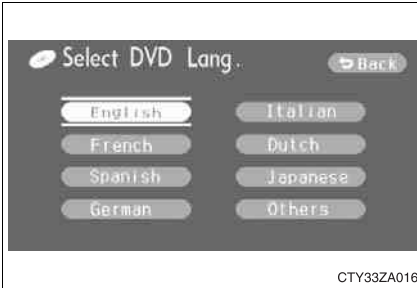 Select DVD Lang.
Back
English
Italian
French
Dutch
Spanish
Japanese
German
Others
CTY33ZA016